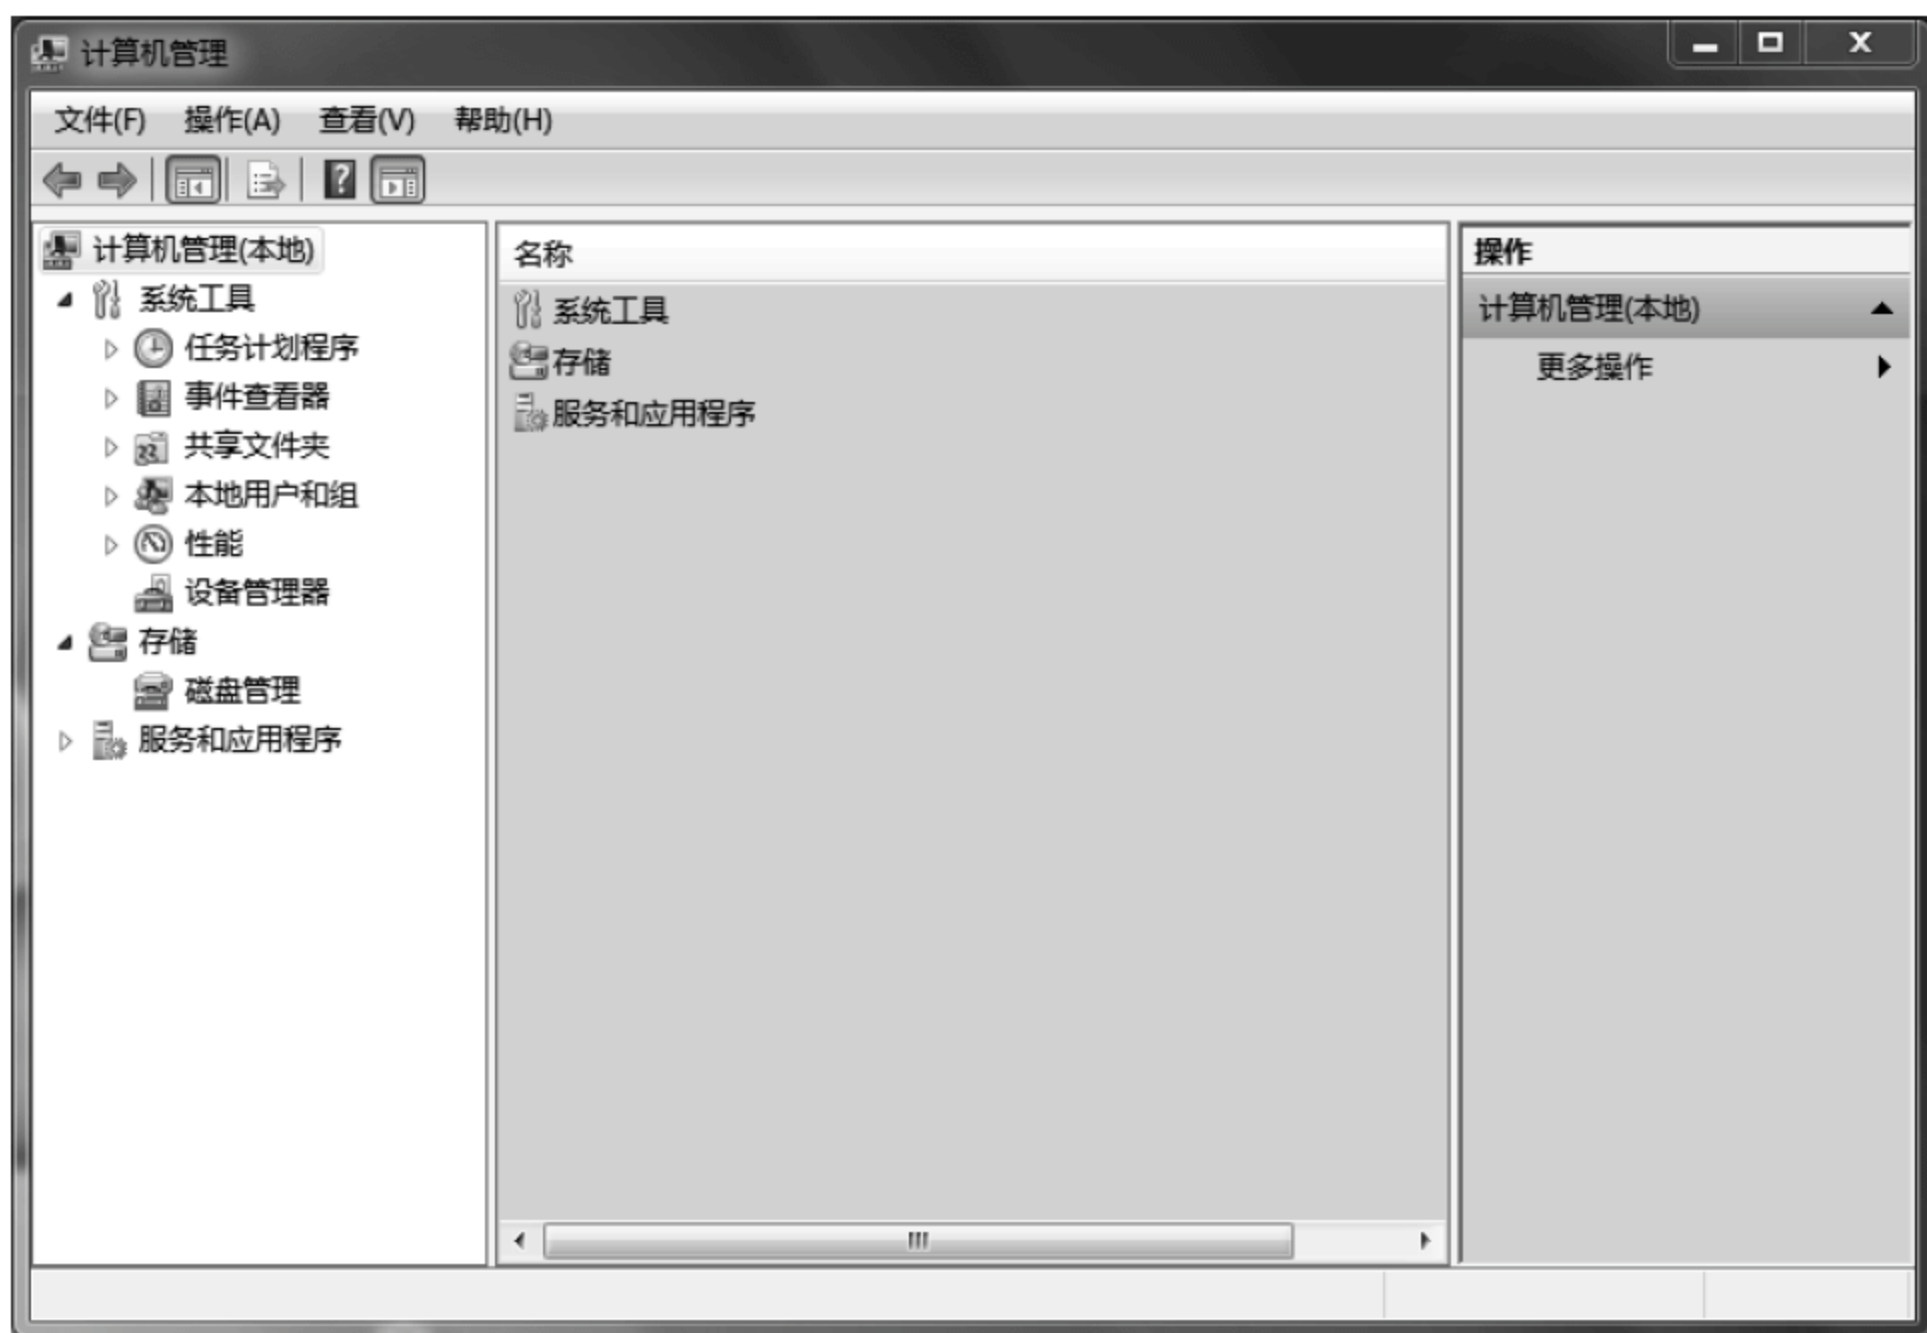 计算机管理
文件(F) 操作(A) 查看(V) 帮助(H)
计算机管理(本地)
系统工具
任务计划程序
事件查看器
共享文件夹
本地用户和组
性能
设备管理器
存储
磁盘管理
服务和应用程序
名称
系统工具
存储
服务和应用程序
操作
计算机管理(本地)
更多操作